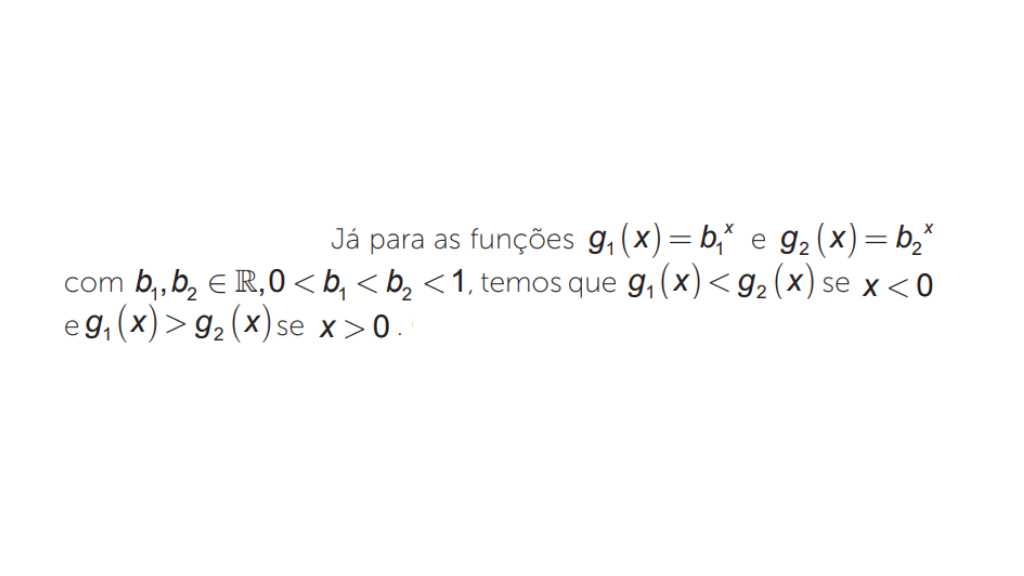 Já para as funções g₁(x) = b₁ˣ e g₂(x) = b₂ˣ
com b₁, b₂ ∈ ℝ, 0 < b₁ < b₂ < 1, temos que g₁(x) < g₂(x) se x < 0
e g₁(x) > g₂(x) se x > 0.